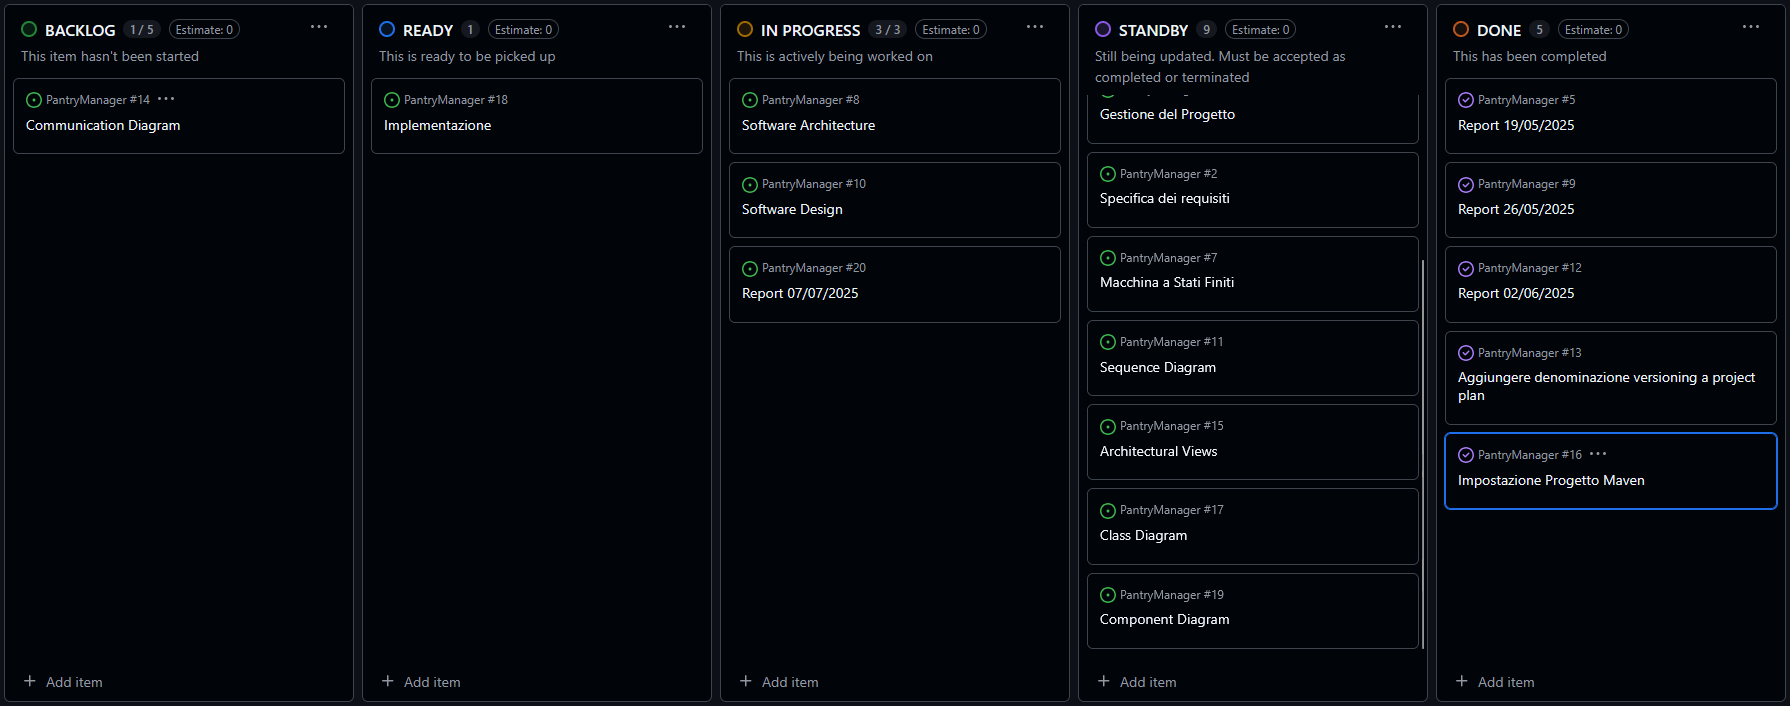 BACKLOG 1 / 5 Estimate: 0
This item hasn't been started
PantryManager #14
Communication Diagram
Add item
READY 1 Estimate: 0
This is ready to be picked up
PantryManager #18
Implementazione
Add item
IN PROGRESS 3 / 3 Estimate: 0
This is actively being worked on
PantryManager #8
Software Architecture
PantryManager #10
Software Design
PantryManager #20
Report 07/07/2025
Add item
STANDBY 9 Estimate: 0
Still being updated. Must be accepted as
completed or terminated
Gestione del Progetto
PantryManager #2
Specifica dei requisiti
PantryManager #7
Macchina a Stati Finiti
PantryManager #11
Sequence Diagram
PantryManager #15
Architectural Views
PantryManager #17
Class Diagram
PantryManager #19
Component Diagram
Add item
DONE 5 Estimate: 0
This has been completed
PantryManager #5
Report 19/05/2025
PantryManager #9
Report 26/05/2025
PantryManager #12
Report 02/06/2025
PantryManager #13
Aggiungere denominazione versioning a project
plan
PantryManager #16
Impostazione Progetto Maven
Add item